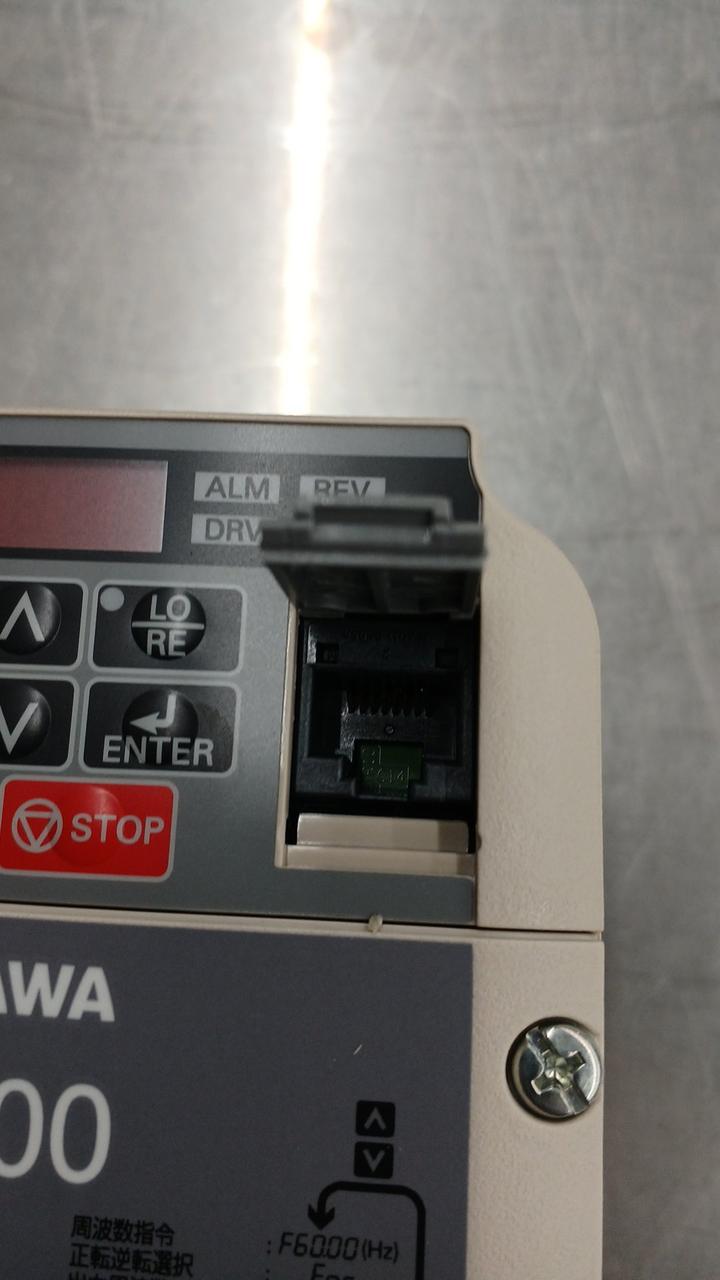 ALM REV
DRV
LO
RE
ENTER
STOP
AWA
00
周波数指令 : F60.00 (Hz)
正転逆転選択 :